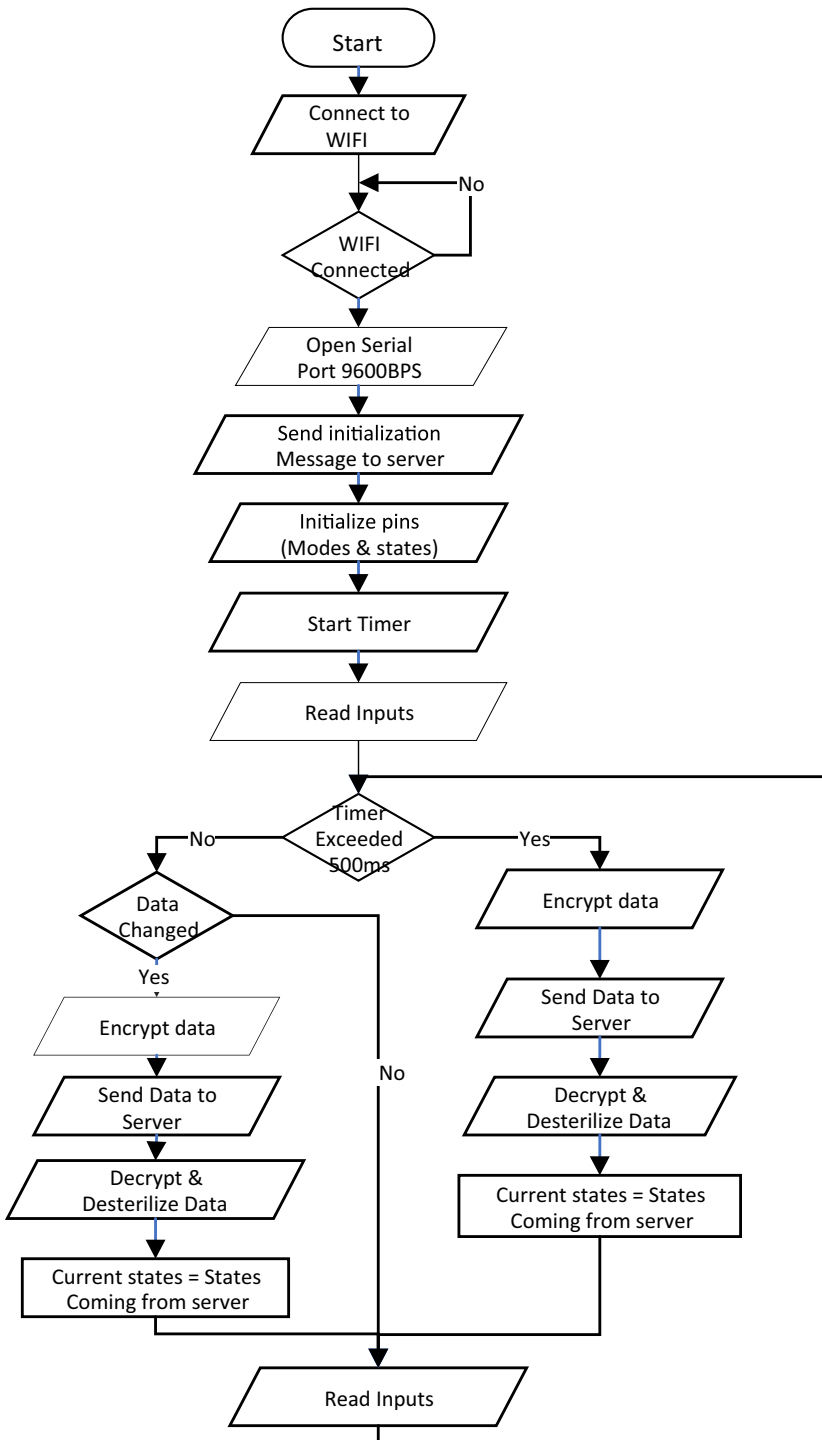 Start
Connect to
WIFI
No
WIFI
Connected
Open Serial
Port 9600BPS
Send initialization
Message to server
Initialize pins
(Modes & states)
Start Timer
Read Inputs
Timer
Exceeded
500ms
No
Yes
Data
Changed
Encrypt data
Yes
Encrypt data
Send Data to
Server
No
Send Data to
Server
Decrypt &
Desterilize Data
Decrypt &
Desterilize Data
Current states = States
Coming from server
Current states = States
Coming from server
Read Inputs